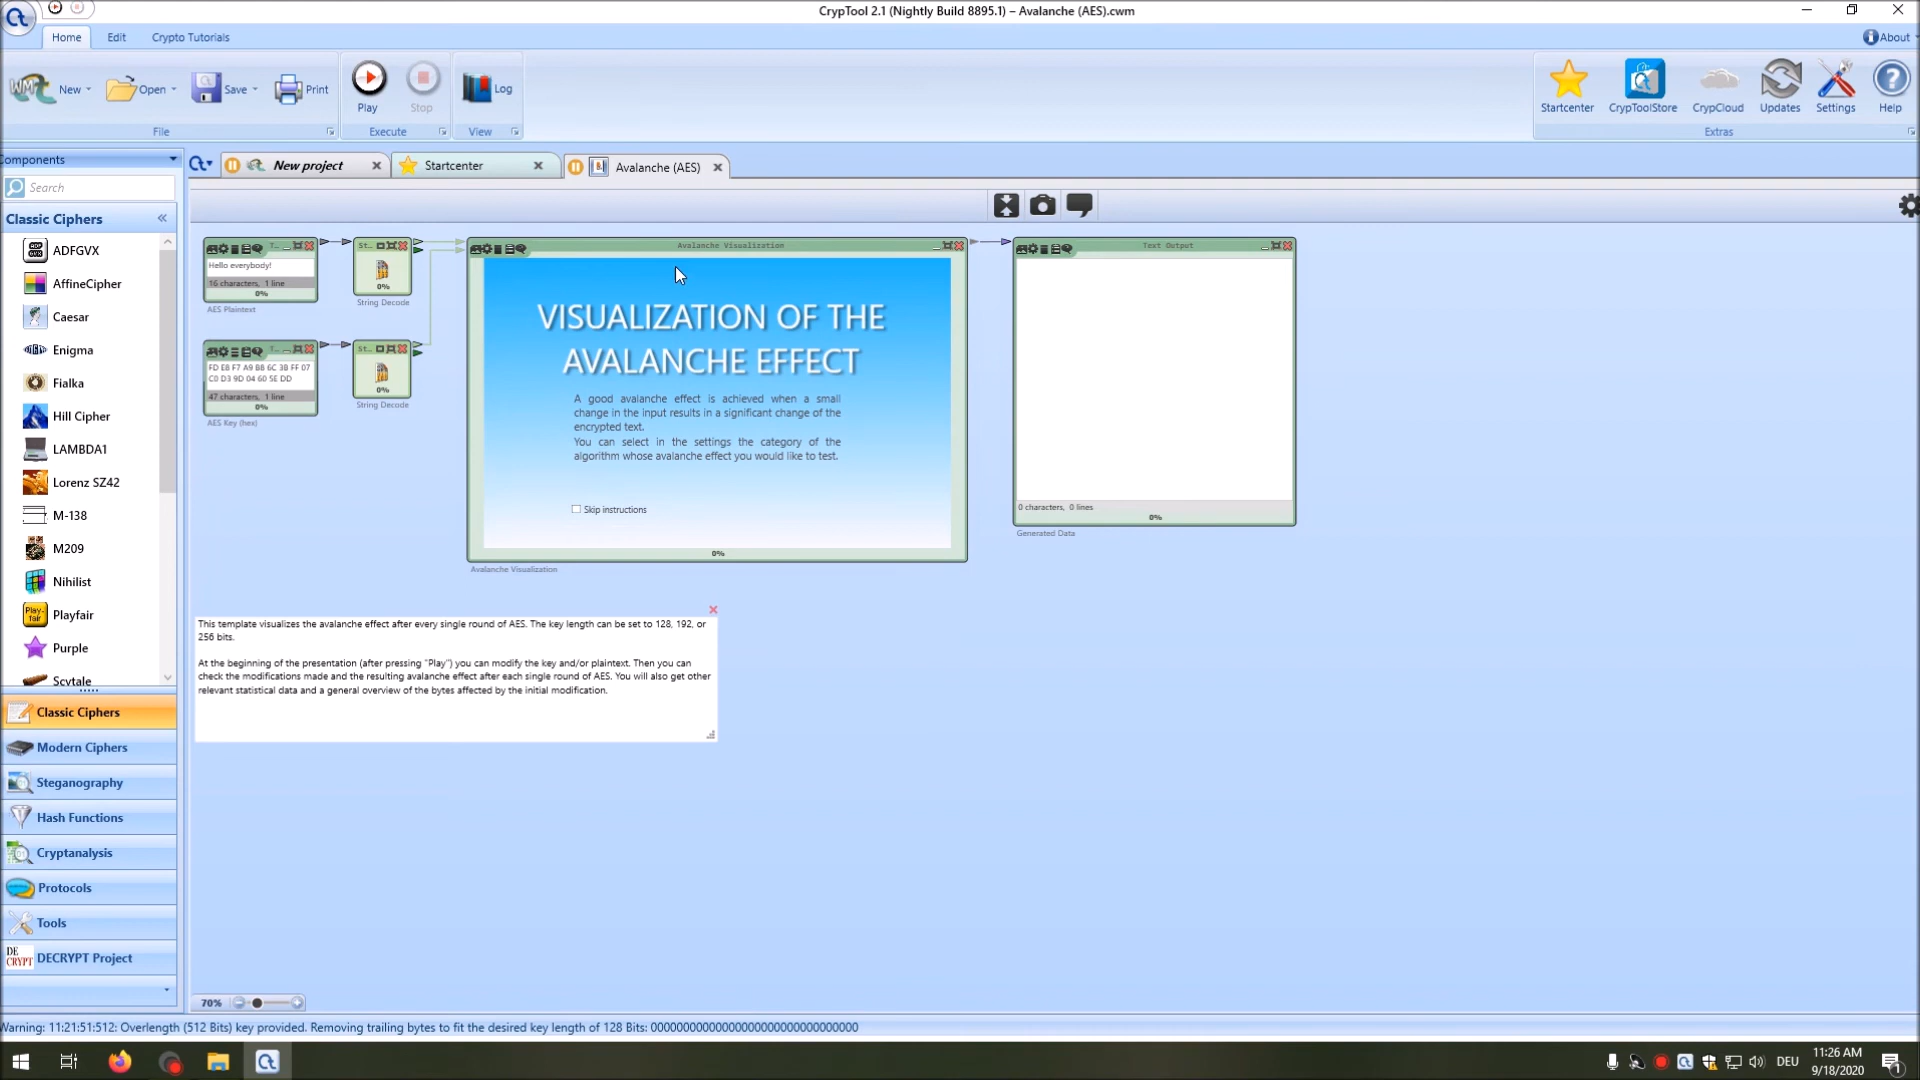 CrypTool 2.1 (Nightly Build 8895.1) – Avalanche (AES).cwm
Home Edit Crypto Tutorials About
New Open Save Print Play Stop Log Startcenter CrypToolStore CrypCloud Updates Settings Help
File Execute View Extras
Components
New project Startcenter Avalanche (AES)
Search
Classic Ciphers
ADFGVX
AffineCipher
Caesar
Enigma
Fialka
Hill Cipher
LAMBDA1
Lorenz SZ42
M-138
M209
Nihilist
Playfair
Purple
Scytale
Classic Ciphers
Modern Ciphers
Steganography
Hash Functions
Cryptanalysis
Protocols
Tools
DECRYPT Project
T...
Hello everybody!
16 characters, 1 line
0%
AES Plaintext
St...
0%
String Decode
T...
FD E8 F7 A9 B8 6C 3B FF 07
C0 D3 9D 04 60 5E DD
47 characters, 1 line
0%
AES Key (hex)
St...
0%
String Decode
Avalanche Visualization
VISUALIZATION OF THE
AVALANCHE EFFECT
A good avalanche effect is achieved when a small
change in the input results in a significant change of the
encrypted text.
You can select in the settings the category of the
algorithm whose avalanche effect you would like to test.
Skip instructions
0%
Avalanche Visualization
Text Output
0 characters, 0 lines
0%
Generated Data
This template visualizes the avalanche effect after every single round of AES. The key length can be set to 128, 192, or
256 bits.
At the beginning of the presentation (after pressing "Play") you can modify the key and/or plaintext. Then you can
check the modifications made and the resulting avalanche effect after each single round of AES. You will also get other
relevant statistical data and a general overview of the bytes affected by the initial modification.
70%
Warning: 11:21:51:512: Overlength (512 Bits) key provided. Removing trailing bytes to fit the desired key length of 128 Bits: 00000000000000000000000000000000
DEU
11:26 AM
9/18/2020